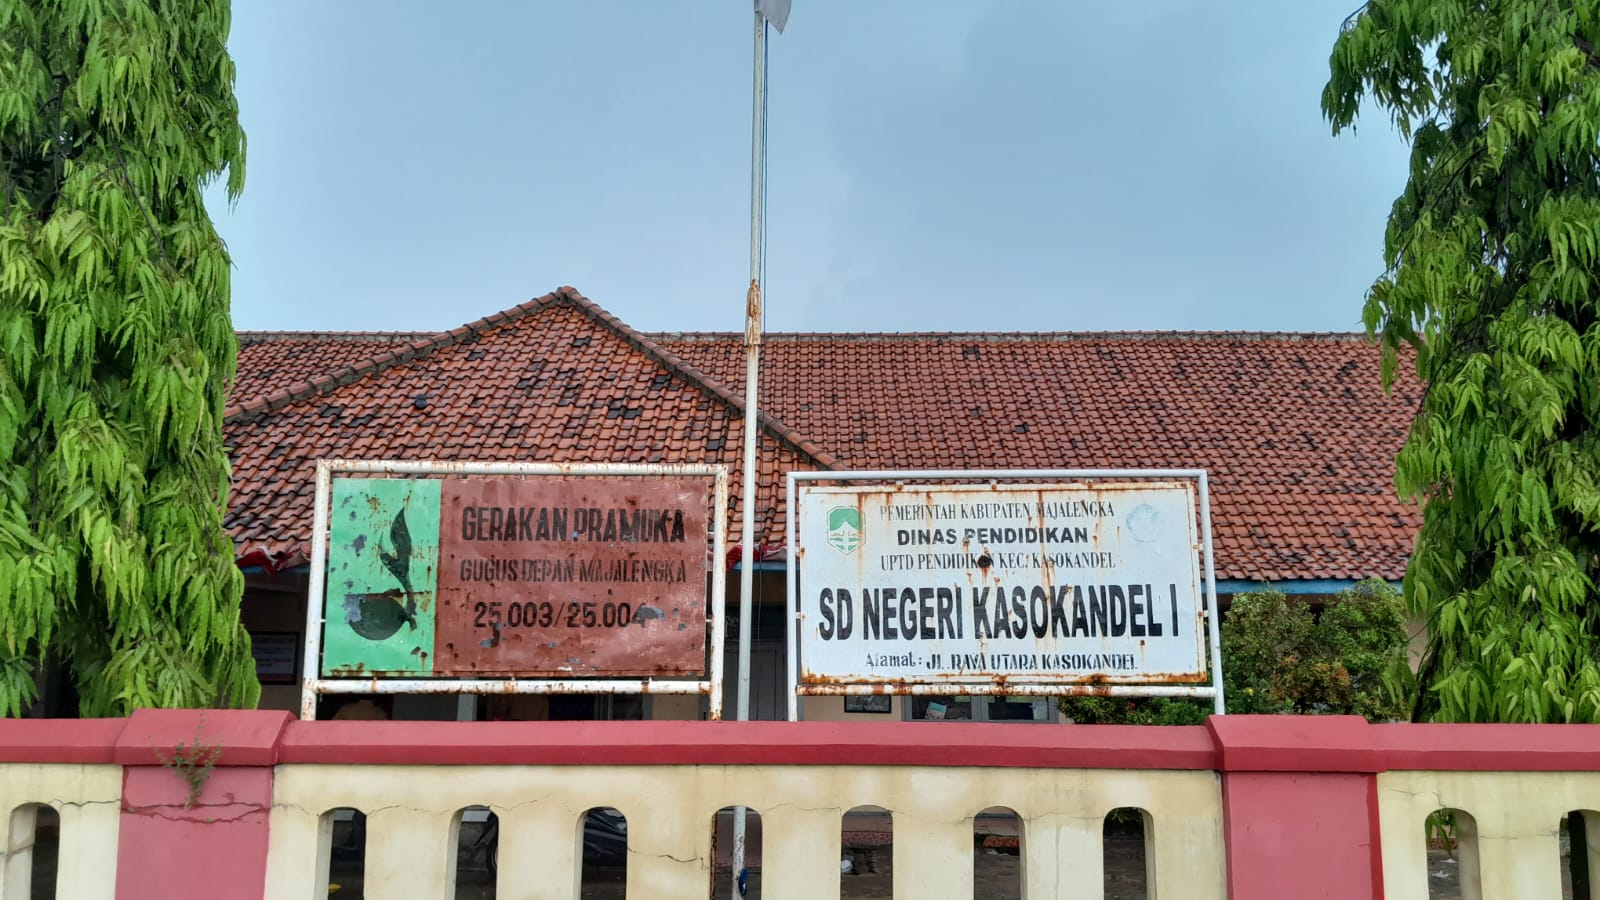 GERAKAN PRAMUKA
GUGUS DEPAN MAJALENGKA
25.003/25.004
PEMERINTAH KABUPATEN MAJALENGKA
DINAS PENDIDIKAN
UPTD PENDIDIKAN KEC. KASOKANDEL
SD NEGERI KASOKANDEL I
Alamat : JL. RAYA UTARA KASOKANDEL